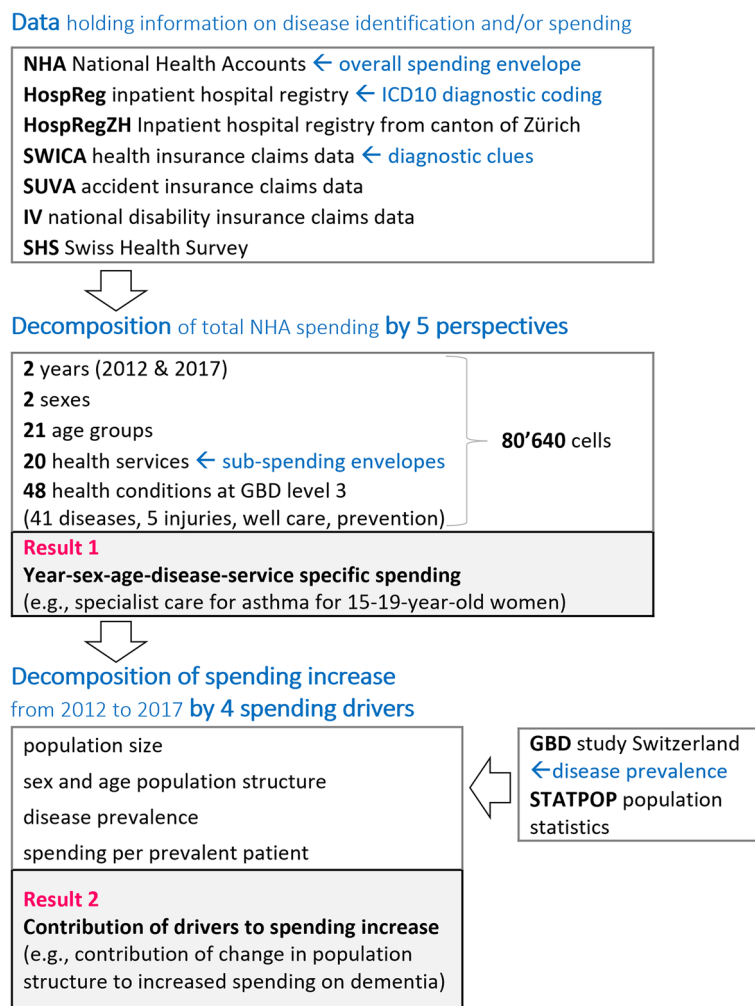 Data holding information on disease identification and/or spending
NHA National Health Accounts ← overall spending envelope
HospReg inpatient hospital registry ← ICD10 diagnostic coding
HospRegZH Inpatient hospital registry from canton of Zürich
SWICA health insurance claims data ← diagnostic clues
SUVA accident insurance claims data
IV national disability insurance claims data
SHS Swiss Health Survey
Decomposition of total NHA spending by 5 perspectives
2 years (2012 & 2017)
2 sexes
21 age groups
20 health services ← sub-spending envelopes
48 health conditions at GBD level 3
(41 diseases, 5 injuries, well care, prevention)
80’640 cells
Result 1
Year-sex-age-disease-service specific spending
(e.g., specialist care for asthma for 15-19-year-old women)
Decomposition of spending increase
from 2012 to 2017 by 4 spending drivers
population size
sex and age population structure
disease prevalence
spending per prevalent patient
GBD study Switzerland
←disease prevalence
STATPOP population
statistics
Result 2
Contribution of drivers to spending increase
(e.g., contribution of change in population
structure to increased spending on dementia)